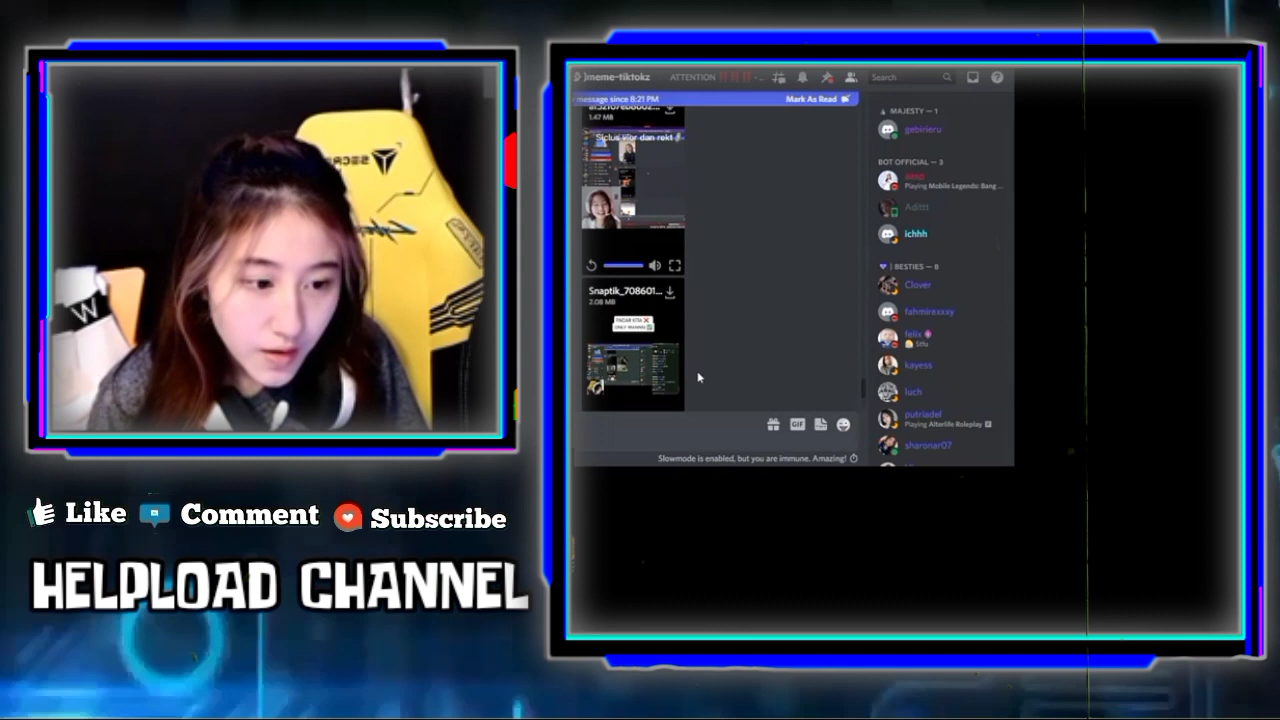 W
Like Comment Subscribe
HELPLOAD CHANNEL
meme-tiktokz
ATTENTION
Search
message since 8:21 PM
Mark As Read
1.47 MB
Siclus Vior dan rekt
Snaptik_708601...
2.08 MB
GIF
Slowmode is enabled, but you are immune. Amazing!
MAJESTY — 1
gebirieru
BOT OFFICIAL — 3
Playing Mobile Legends: Bang ...
Adittt
ichhh
BESTIES — 8
Clover
fahmirexxxy
felix
Stfu
kayess
luch
putriadel
Playing Alterlife Roleplay
sharonar07